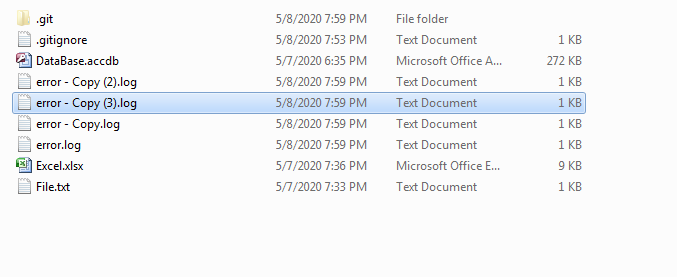 .git 5/8/2020 7:59 PM File folder
.gitignore 5/8/2020 7:53 PM Text Document 1 KB
DataBase.accdb 5/7/2020 6:35 PM Microsoft Office A... 272 KB
error - Copy (2).log 5/8/2020 7:59 PM Text Document 1 KB
error - Copy (3).log 5/8/2020 7:59 PM Text Document 1 KB
error - Copy.log 5/8/2020 7:59 PM Text Document 1 KB
error.log 5/8/2020 7:59 PM Text Document 1 KB
Excel.xlsx 5/7/2020 7:36 PM Microsoft Office E... 9 KB
File.txt 5/7/2020 7:33 PM Text Document 1 KB